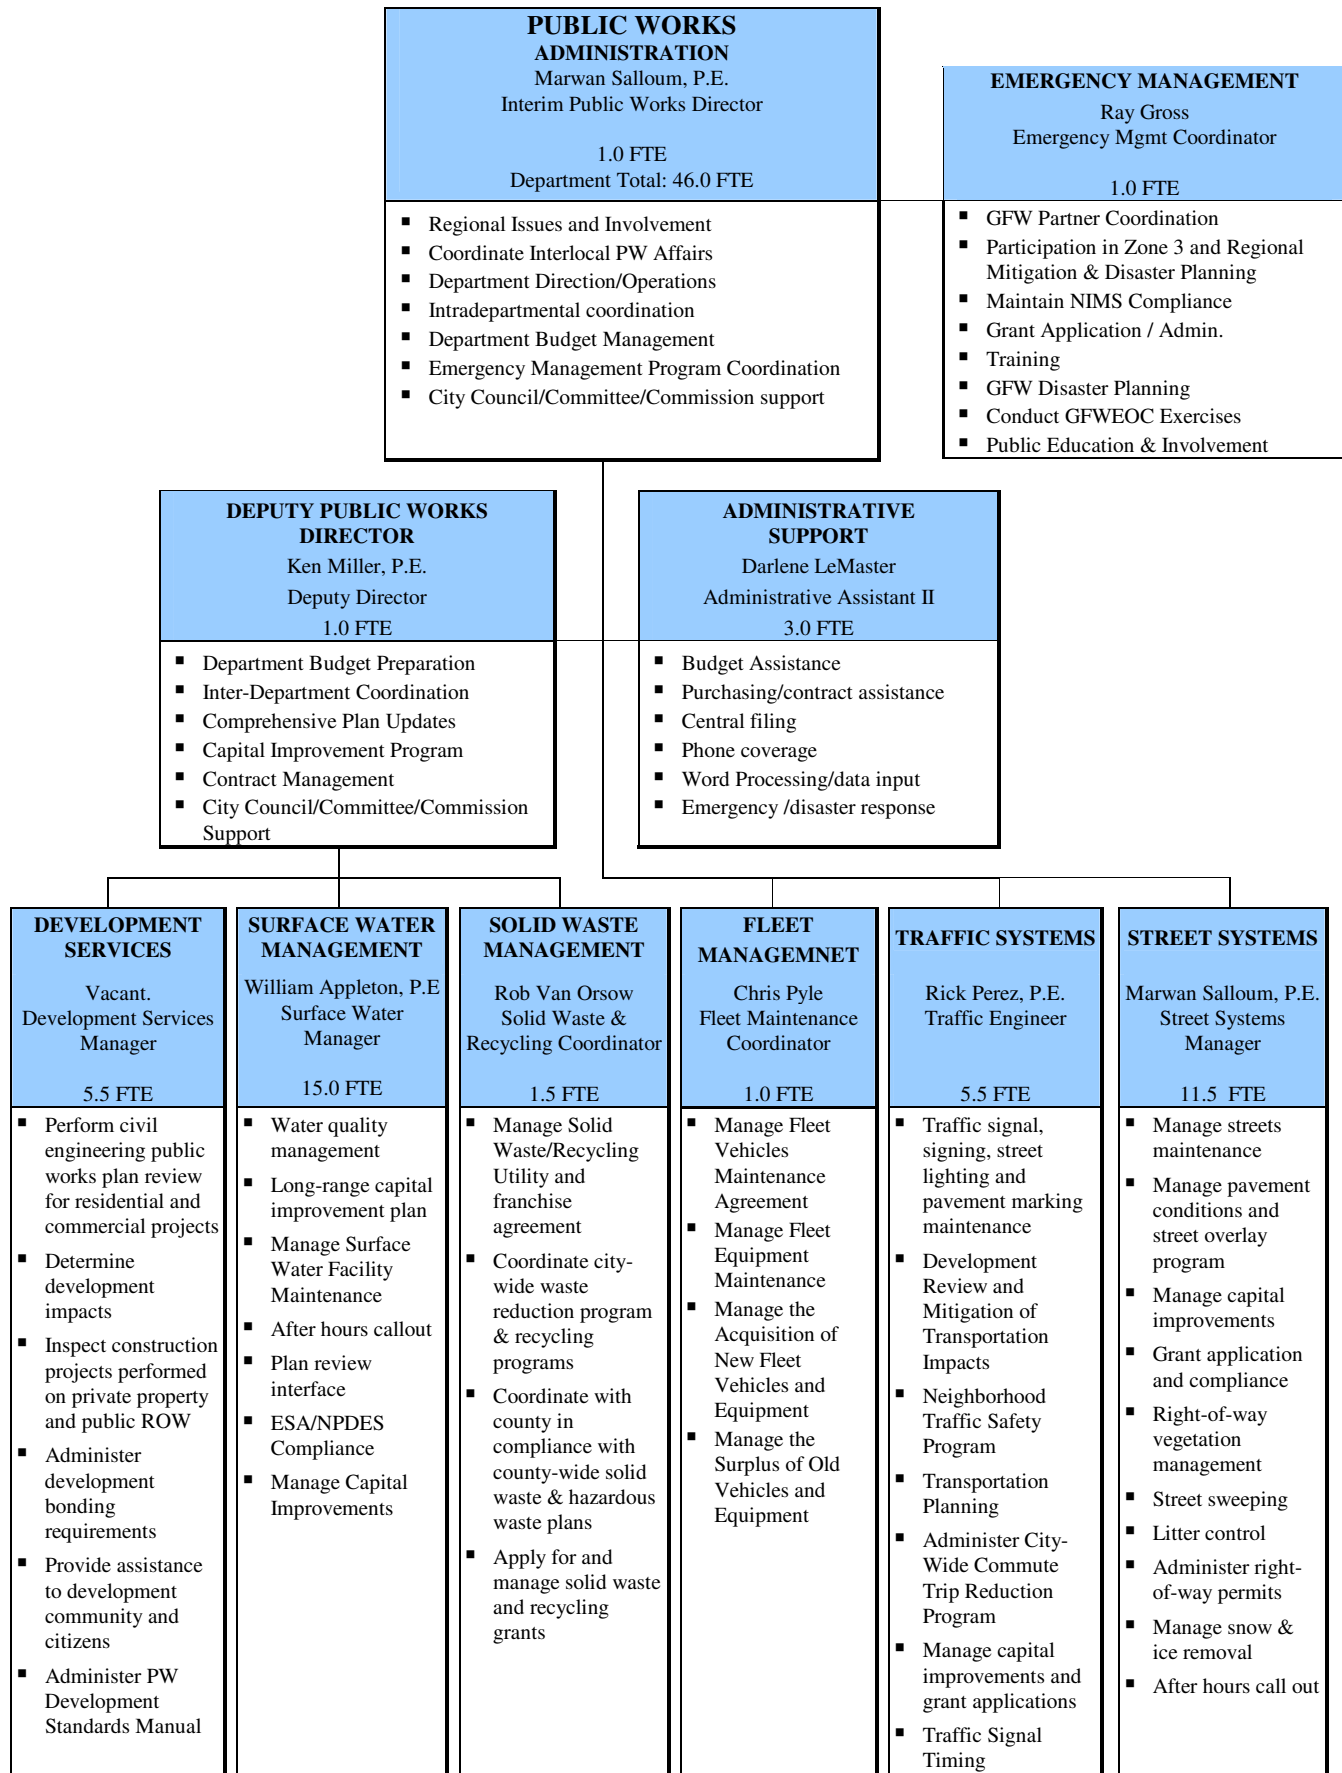 PUBLIC WORKS
ADMINISTRATION
Marwan Salloum, P.E.
Interim Public Works Director
1.0 FTE
Department Total: 46.0 FTE
▪ Regional Issues and Involvement
▪ Coordinate Interlocal PW Affairs
▪ Department Direction/Operations
▪ Intradepartmental coordination
▪ Department Budget Management
▪ Emergency Management Program Coordination
▪ City Council/Committee/Commission support
EMERGENCY MANAGEMENT
Ray Gross
Emergency Mgmt Coordinator
1.0 FTE
▪ GFW Partner Coordination
▪ Participation in Zone 3 and Regional
Mitigation & Disaster Planning
▪ Maintain NIMS Compliance
▪ Grant Application / Admin.
▪ Training
▪ GFW Disaster Planning
▪ Conduct GFWEOC Exercises
▪ Public Education & Involvement
DEPUTY PUBLIC WORKS
DIRECTOR
Ken Miller, P.E.
Deputy Director
1.0 FTE
▪ Department Budget Preparation
▪ Inter-Department Coordination
▪ Comprehensive Plan Updates
▪ Capital Improvement Program
▪ Contract Management
▪ City Council/Committee/Commission
Support
ADMINISTRATIVE
SUPPORT
Darlene LeMaster
Administrative Assistant II
3.0 FTE
▪ Budget Assistance
▪ Purchasing/contract assistance
▪ Central filing
▪ Phone coverage
▪ Word Processing/data input
▪ Emergency /disaster response
DEVELOPMENT
SERVICES
Vacant.
Development Services
Manager
5.5 FTE
▪ Perform civil
engineering public
works plan review
for residential and
commercial projects
▪ Determine
development
impacts
▪ Inspect construction
projects performed
on private property
and public ROW
▪ Administer
development
bonding
requirements
▪ Provide assistance
to development
community and
citizens
▪ Administer PW
Development
Standards Manual
SURFACE WATER
MANAGEMENT
William Appleton, P.E
Surface Water
Manager
15.0 FTE
▪ Water quality
management
▪ Long-range capital
improvement plan
▪ Manage Surface
Water Facility
Maintenance
▪ After hours callout
▪ Plan review
interface
▪ ESA/NPDES
Compliance
▪ Manage Capital
Improvements
SOLID WASTE
MANAGEMENT
Rob Van Orsow
Solid Waste &
Recycling Coordinator
1.5 FTE
▪ Manage Solid
Waste/Recycling
Utility and
franchise
agreement
▪ Coordinate city-
wide waste
reduction program
& recycling
programs
▪ Coordinate with
county in
compliance with
county-wide solid
waste & hazardous
waste plans
▪ Apply for and
manage solid waste
and recycling
grants
FLEET
MANAGEMNET
Chris Pyle
Fleet Maintenance
Coordinator
1.0 FTE
▪ Manage Fleet
Vehicles
Maintenance
Agreement
▪ Manage Fleet
Equipment
Maintenance
▪ Manage the
Acquisition of
New Fleet
Vehicles and
Equipment
▪ Manage the
Surplus of Old
Vehicles and
Equipment
TRAFFIC SYSTEMS
Rick Perez, P.E.
Traffic Engineer
5.5 FTE
▪ Traffic signal,
signing, street
lighting and
pavement marking
maintenance
▪ Development
Review and
Mitigation of
Transportation
Impacts
▪ Neighborhood
Traffic Safety
Program
▪ Transportation
Planning
▪ Administer City-
Wide Commute
Trip Reduction
Program
▪ Manage capital
improvements and
grant applications
▪ Traffic Signal
Timing
STREET SYSTEMS
Marwan Salloum, P.E.
Street Systems
Manager
11.5 FTE
▪ Manage streets
maintenance
▪ Manage pavement
conditions and
street overlay
program
▪ Manage capital
improvements
▪ Grant application
and compliance
▪ Right-of-way
vegetation
management
▪ Street sweeping
▪ Litter control
▪ Administer right-
of-way permits
▪ Manage snow &
ice removal
▪ After hours call out